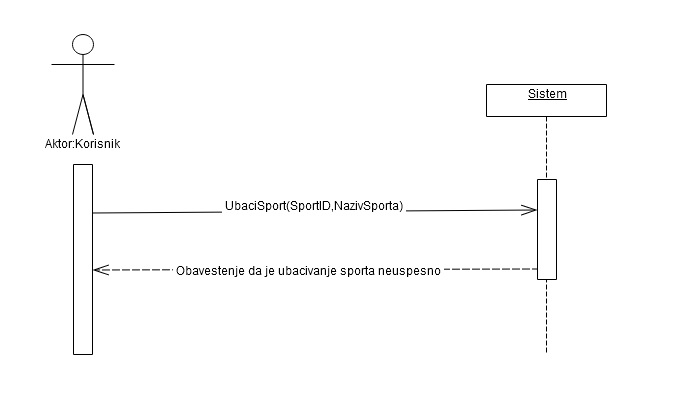 Sistem
Aktor:Korisnik
UbaciSport(SportID,NazivSporta)
Obavestenje da je ubacivanje sporta neuspesno